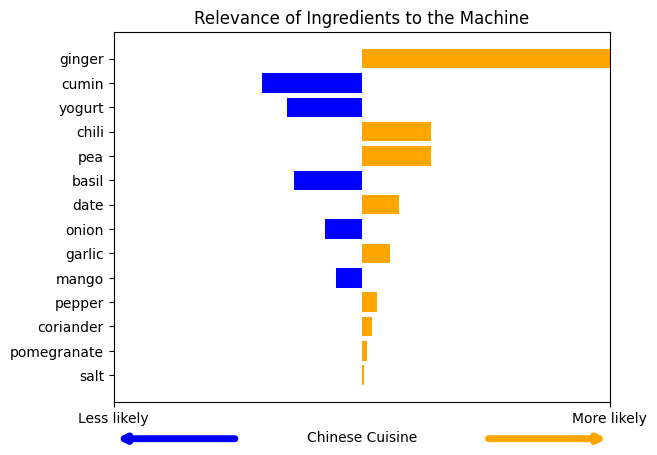 Relevance of Ingredients to the Machine
ginger
cumin
yogurt
chili
pea
basil
date
onion
garlic
mango
pepper
coriander
pomegranate
salt
Less likely More likely
Chinese Cuisine